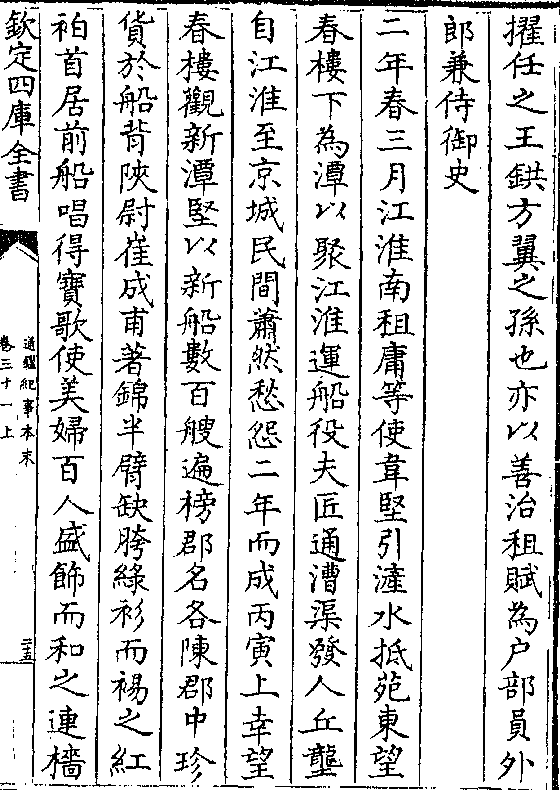 擢任之王鉷方翼之孫也亦以善治租賦為户部員外
郎兼侍御史
二年春三月江淮南租庸等使韋堅引滻水抵苑東望
春樓下為潭以聚江淮運船役夫匠通漕渠發人丘壟
自江淮至京城民間蕭然愁怨二年而成丙寅上幸望
春樓觀新潭堅以新船數百艘遍榜郡名各陳郡中珍
貨於船背陜尉崔成甫著錦半臂缺胯綠衫而裼之紅
袙首居前船唱得寶歌使美婦百人盛飾而和之連檣
欽定四庫全書
通鑑紀事本末
卷三十一上
二五